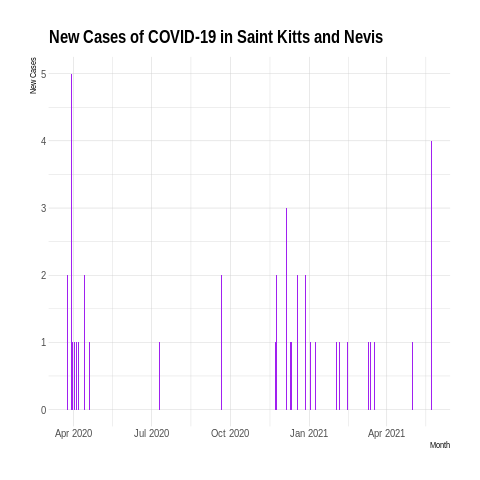 New Cases of COVID-19 in Saint Kitts and Nevis
New Cases
5
4
3
2
1
0
Apr 2020 Jul 2020 Oct 2020 Jan 2021 Apr 2021
Month